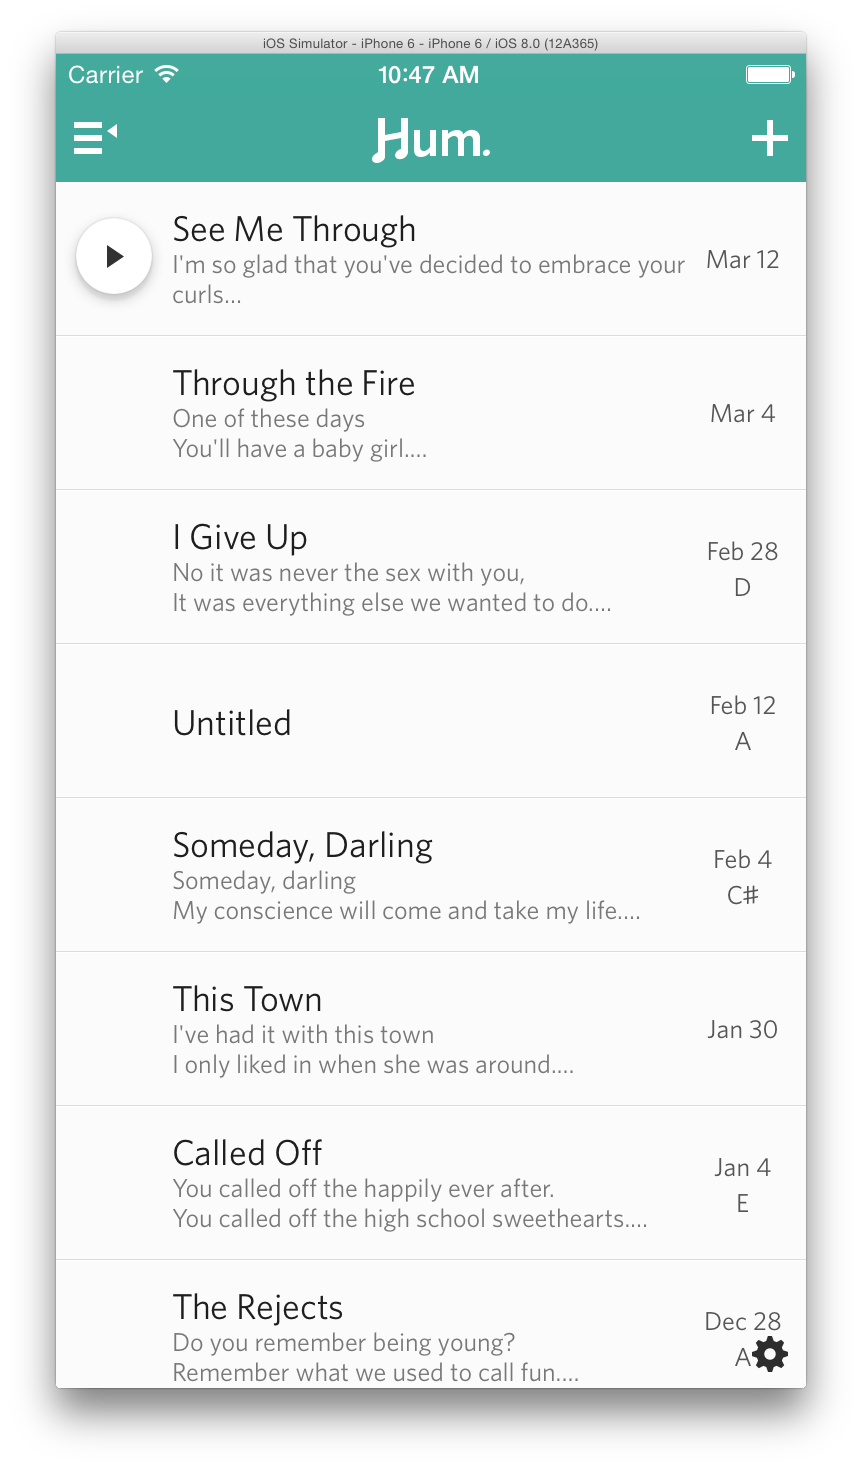 iOS Simulator - iPhone 6 - iPhone 6 / iOS 8.0 (12A365)
Carrier 10:47 AM
Hum.
See Me Through
I'm so glad that you've decided to embrace your
curls...
Mar 12
Through the Fire
One of these days
You'll have a baby girl....
Mar 4
I Give Up
No it was never the sex with you,
It was everything else we wanted to do....
Feb 28
D
Untitled
Feb 12
A
Someday, Darling
Someday, darling
My conscience will come and take my life....
Feb 4
C♯
This Town
I've had it with this town
I only liked in when she was around....
Jan 30
Called Off
You called off the happily ever after.
You called off the high school sweethearts....
Jan 4
E
The Rejects
Do you remember being young?
Remember what we used to call fun....
Dec 28
A